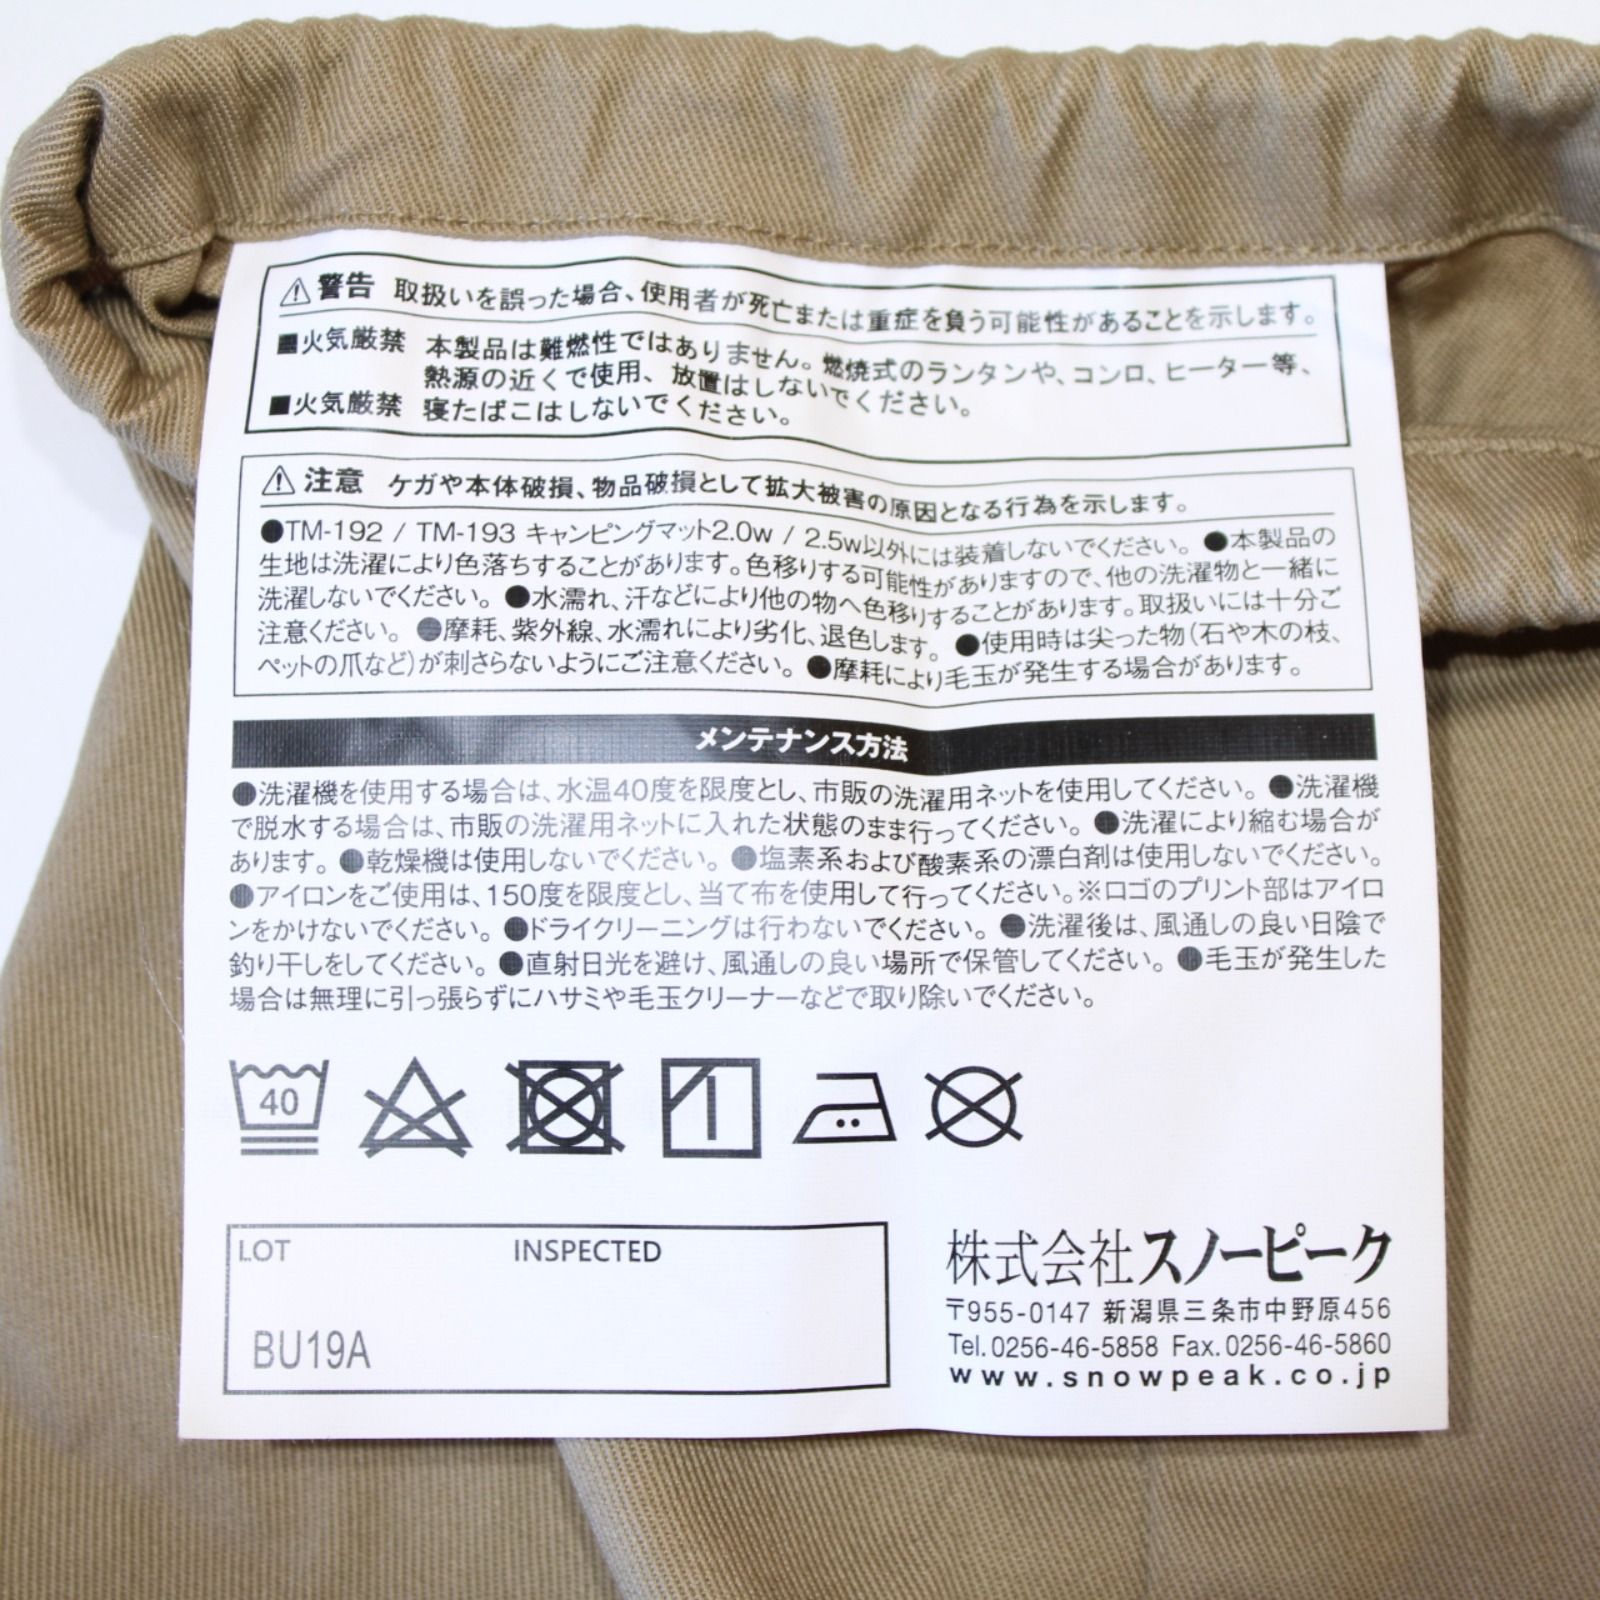 ⚠警告 取扱いを誤った場合、使用者が死亡または重症を負う可能性があることを示します。
■火気厳禁 本製品は難燃性ではありません。燃焼式のランタンや、コンロ、ヒーター等、
熱源の近くで使用、放置はしないでください。
■火気厳禁 寝たばこはしないでください。
⚠注意 ケガや本体破損、物品破損として拡大被害の原因となる行為を示します。
●TM-192 / TM-193 キャンピングマット2.0w / 2.5w以外には装着しないでください。 ●本製品の
生地は洗濯により色落ちすることがあります。色移りする可能性がありますので、他の洗濯物と一緒に
洗濯しないでください。 ●水濡れ、汗などにより他の物へ色移りすることがあります。取扱いには十分ご
注意ください。 ●摩耗、紫外線、水濡れにより劣化、退色します。 ●使用時は尖った物(石や木の枝、
ペットの爪など)が刺さらないようにご注意ください。 ●摩耗により毛玉が発生する場合があります。
メンテナンス方法
●洗濯機を使用する場合は、水温40度を限度とし、市販の洗濯用ネットを使用してください。 ●洗濯機
で脱水する場合は、市販の洗濯用ネットに入れた状態のまま行ってください。 ●洗濯により縮む場合が
あります。 ●乾燥機は使用しないでください。 ●塩素系および酸素系の漂白剤は使用しないでください。
●アイロンをご使用は、150度を限度とし、当て布を使用して行ってください。※ロゴのプリント部はアイロ
ンをかけないでください。 ●ドライクリーニングは行わないでください。 ●洗濯後は、風通しの良い日陰で
釣り干しをしてください。 ●直射日光を避け、風通しの良い場所で保管してください。 ●毛玉が発生した
場合は無理に引っ張らずにハサミや毛玉クリーナーなどで取り除いでください。
40
LOT INSPECTED
BU19A
株式会社スノーピーク
〒955-0147 新潟県三条市中野原456
Tel.0256-46-5858 Fax.0256-46-5860
www.snowpeak.co.jp